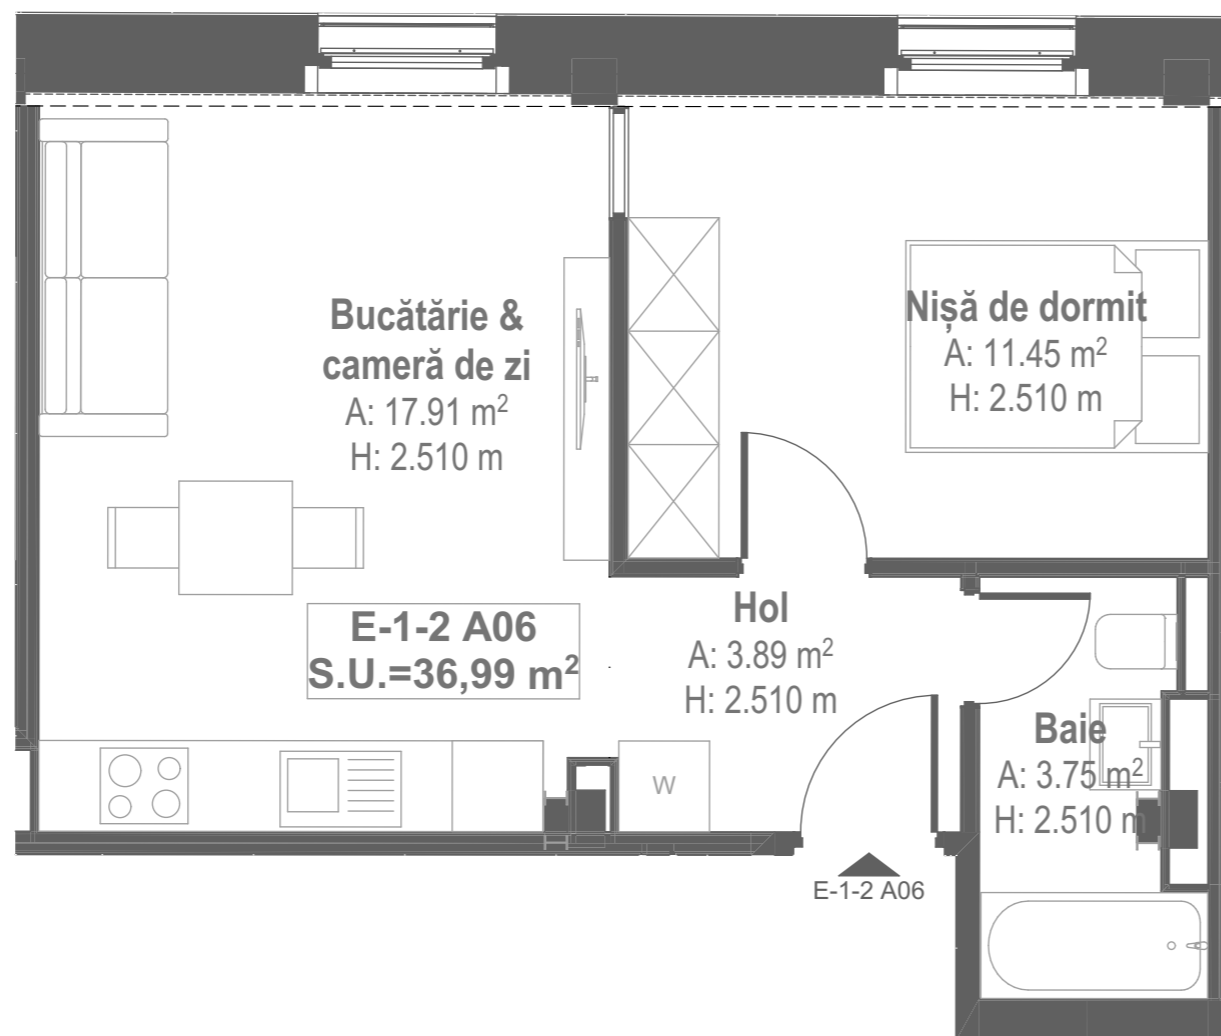 Bucătărie &
cameră de zi
A: 17.91 m²
H: 2.510 m
Nișă de dormit
A: 11.45 m²
H: 2.510 m
E-1-2 A06
S.U.=36,99 m²
Hol
A: 3.89 m²
H: 2.510 m
Baie
A: 3.75 m²
H: 2.510 m
W
E-1-2 A06